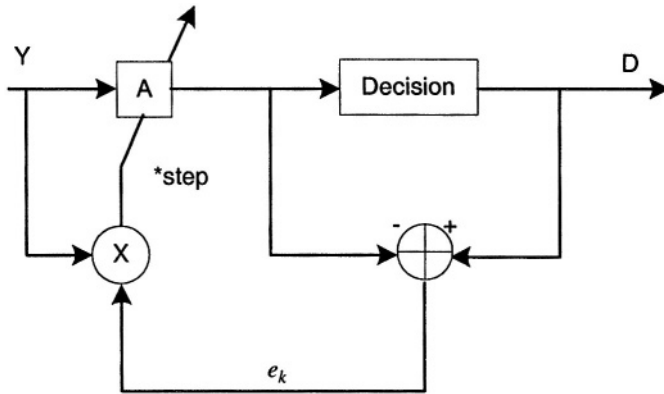 Y
A
Decision
D
*step
- +
X
e_k